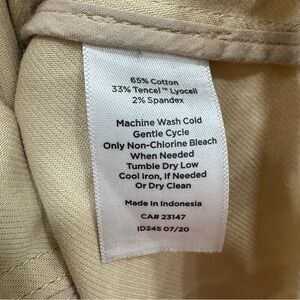 65% Cotton
33% Tencel™ Lyocell
2% Spandex
Machine Wash Cold
Gentle Cycle
Only Non-Chlorine Bleach
When Needed
Tumble Dry Low
Cool Iron, If Needed
Or Dry Clean
Made In Indonesia
CA# 23147
ID245 07/20